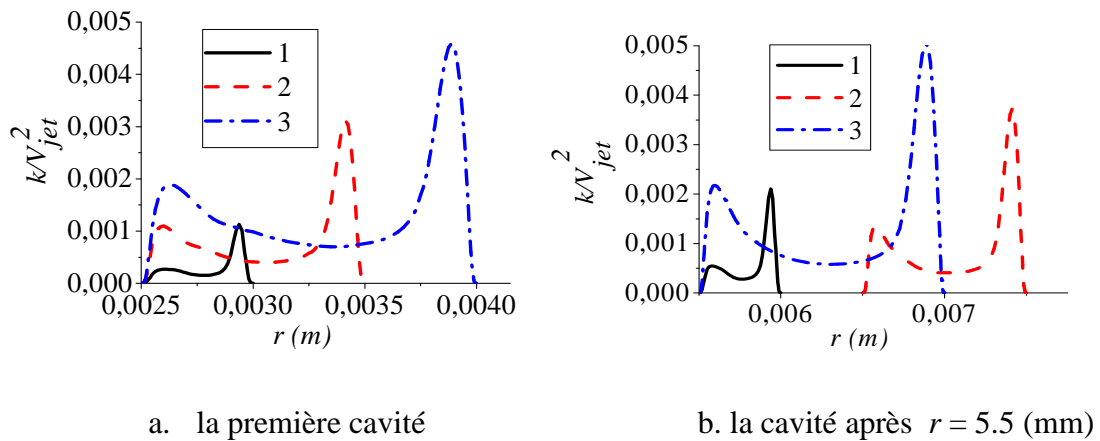 0,005
0,004
0,003
0,002
0,001
0,000
k/V²jet
1
2
3
0,0025 0,0030 0,0035 0,0040
r (m)
0,005
0,004
0,003
0,002
0,001
0,000
k/V²jet
1
2
3
0,006 0,007
r (m)
a. la première cavité
b. la cavité après r = 5.5 (mm)